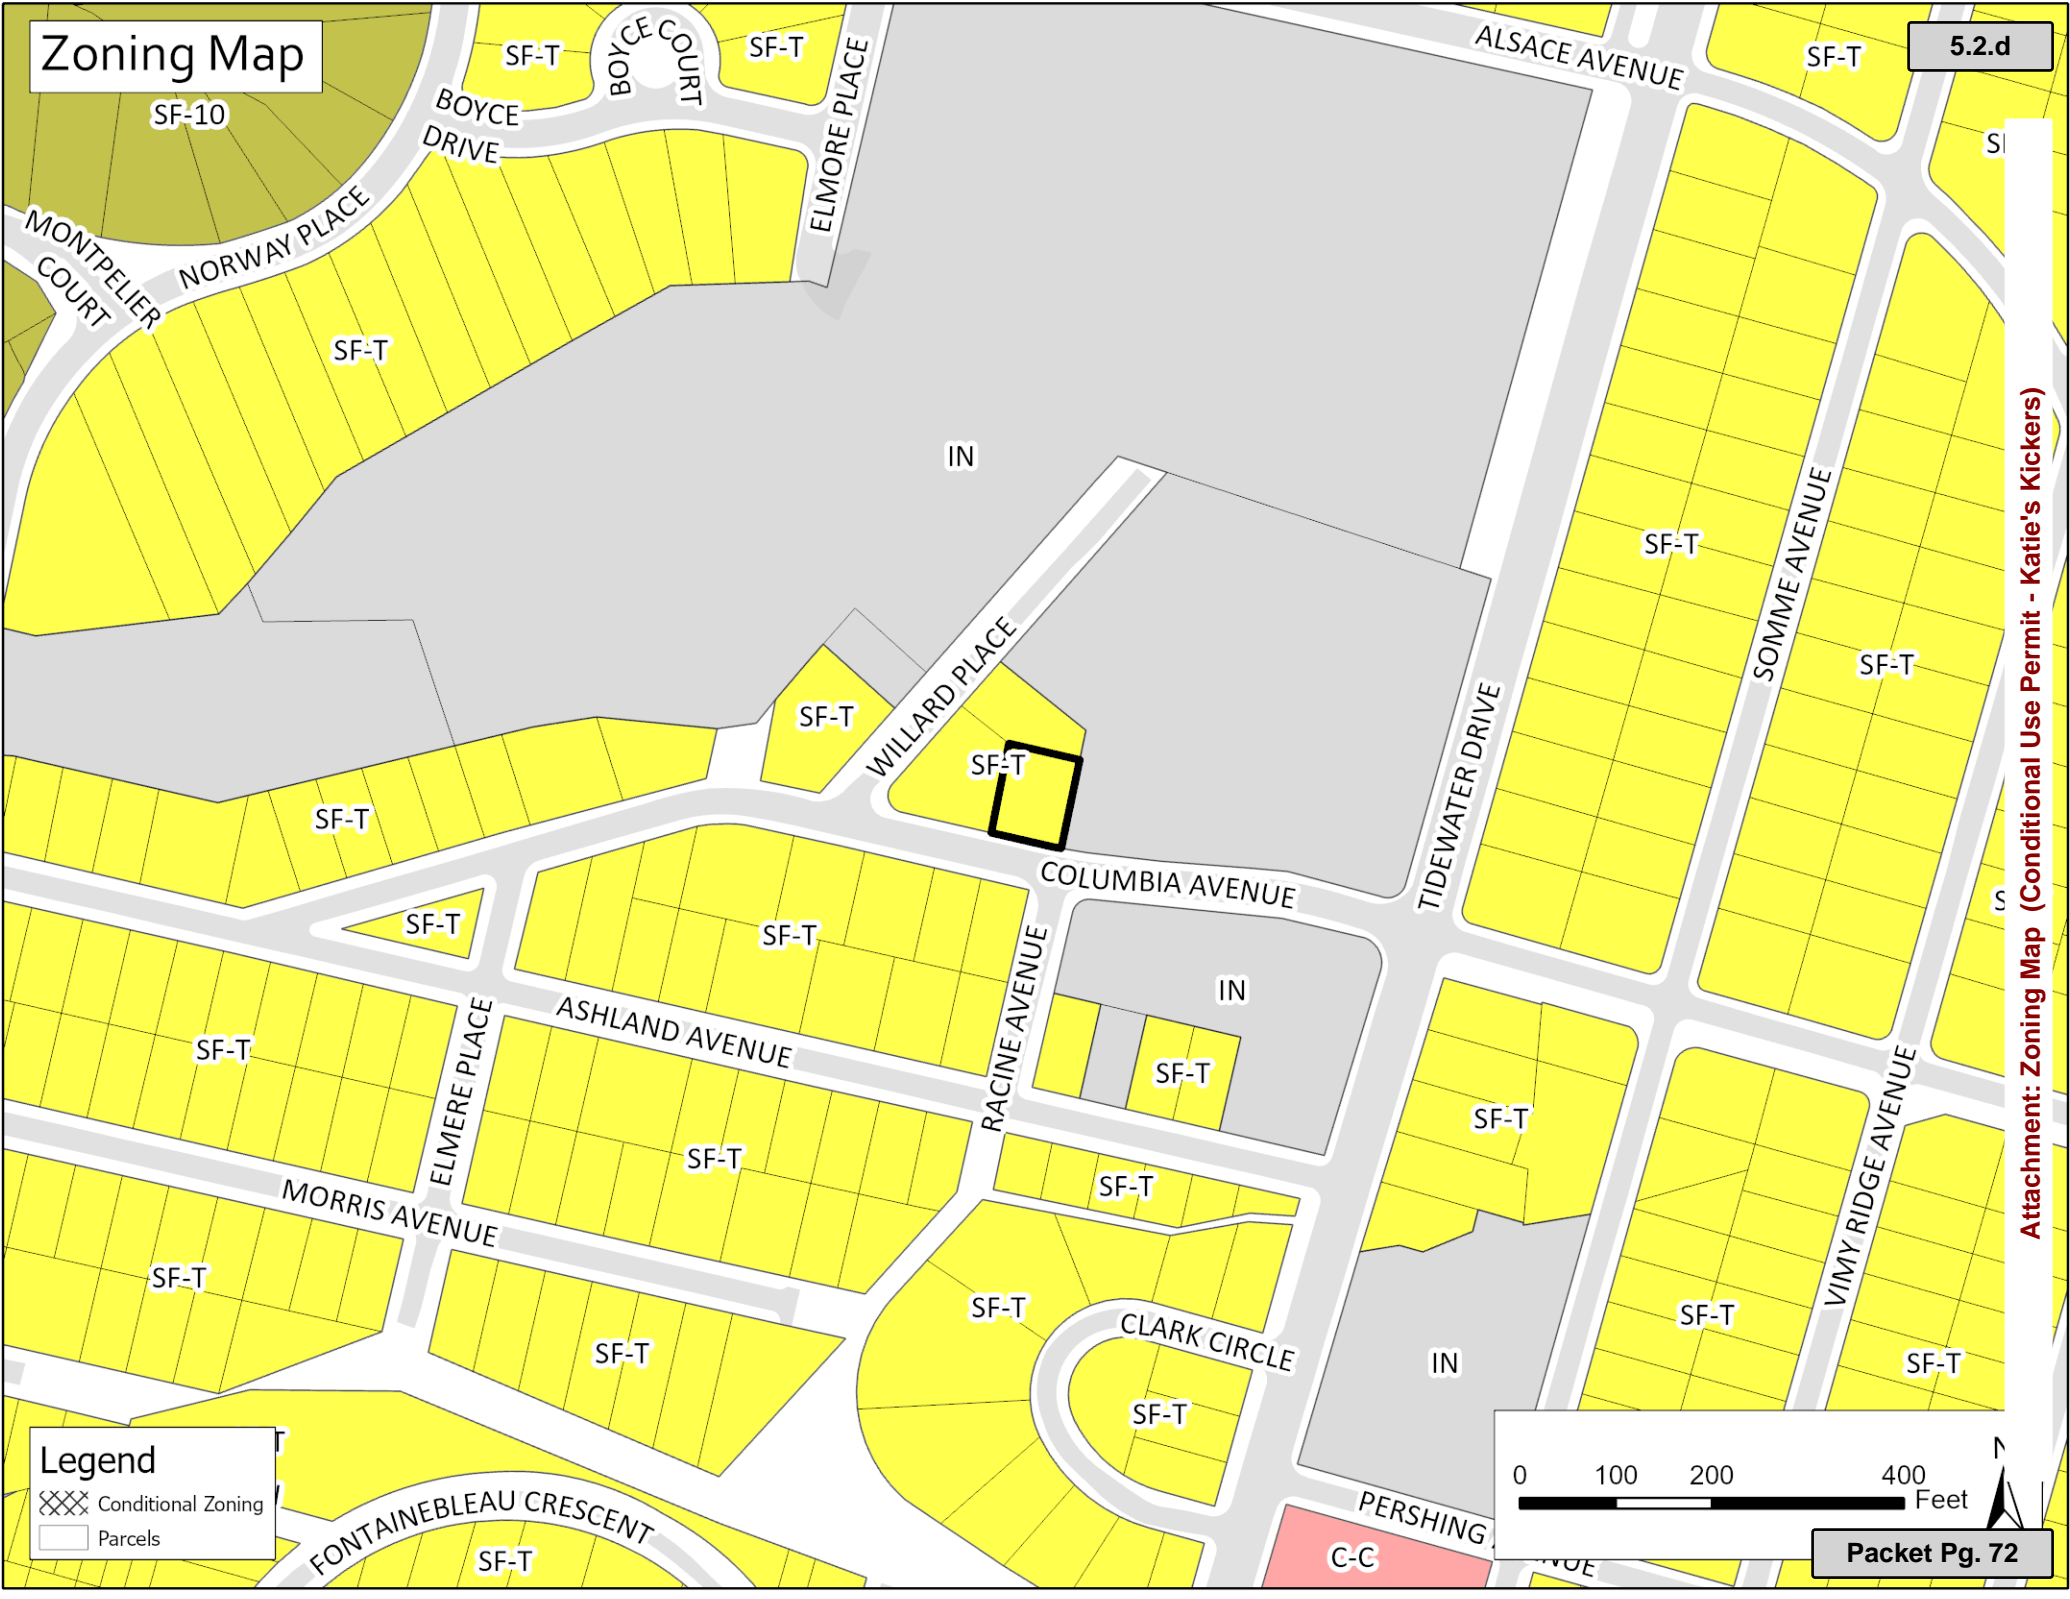 Zoning Map
5.2.d
SF-10
SF-T
BOYCE COURT
SF-T
ALSACE AVENUE
SF-T
BOYCE
DRIVE
ELMORE PLACE
MONTPELIER
COURT
NORWAY PLACE
SF-T
IN
SF-T
SOMME AVENUE
SF-T
WILLARD PLACE
SF-T
SF-T
TIDEWATER DRIVE
SF-T
COLUMBIA AVENUE
SF-T
SF-T
IN
ASHLAND AVENUE
RACINE AVENUE
SF-T
ELMERE PLACE
SF-T
SF-T
SF-T
SF-T
MORRIS AVENUE
VIMY RIDGE AVENUE
SF-T
SF-T
SF-T
CLARK CIRCLE
SF-T
SF-T
IN
SF-T
SF-T
FONTAINEBLEAU CRESCENT
SF-T
PERSHING
C-C
Legend
Conditional Zoning
Parcels
0 100 200 400
Feet
Attachment: Zoning Map (Conditional Use Permit - Katie's Kickers)
Packet Pg. 72